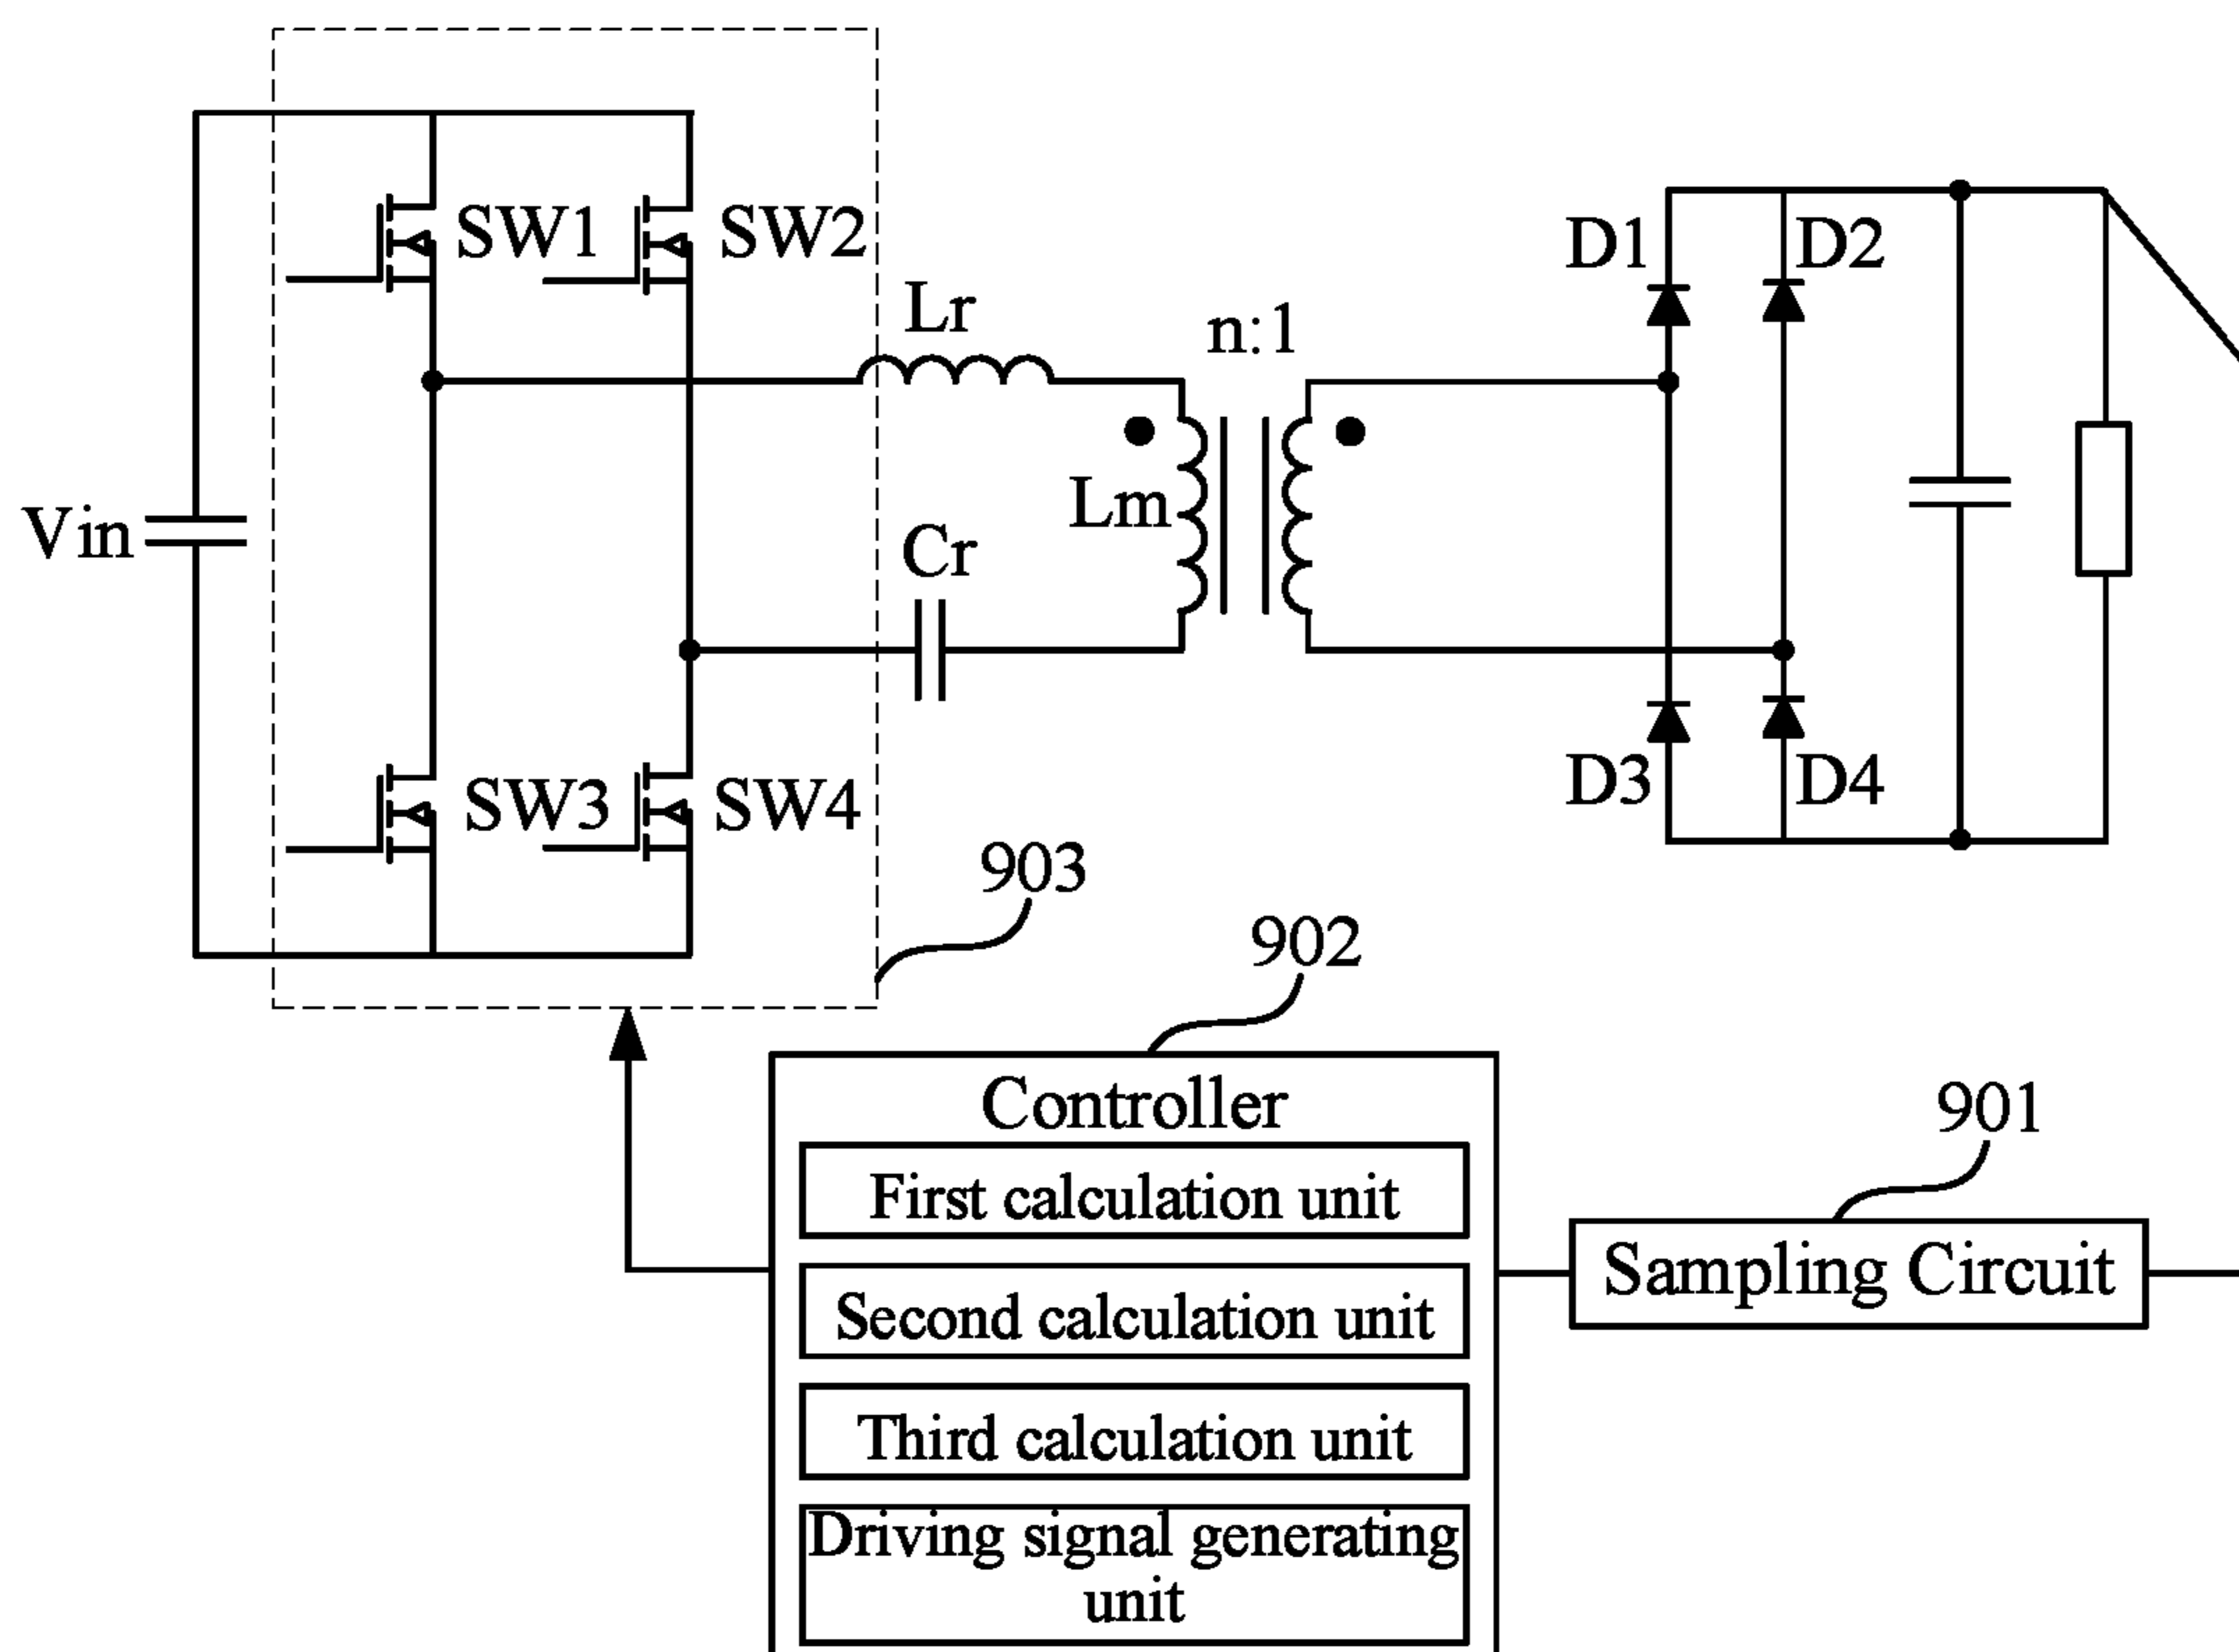 SW1
SW2
D1
D2
Lr
n:1
Vin
Lm
Cr
SW3
SW4
D3
D4
903
902
Controller
901
First calculation unit
Sampling Circuit
Second calculation unit
Third calculation unit
Driving signal generating
unit